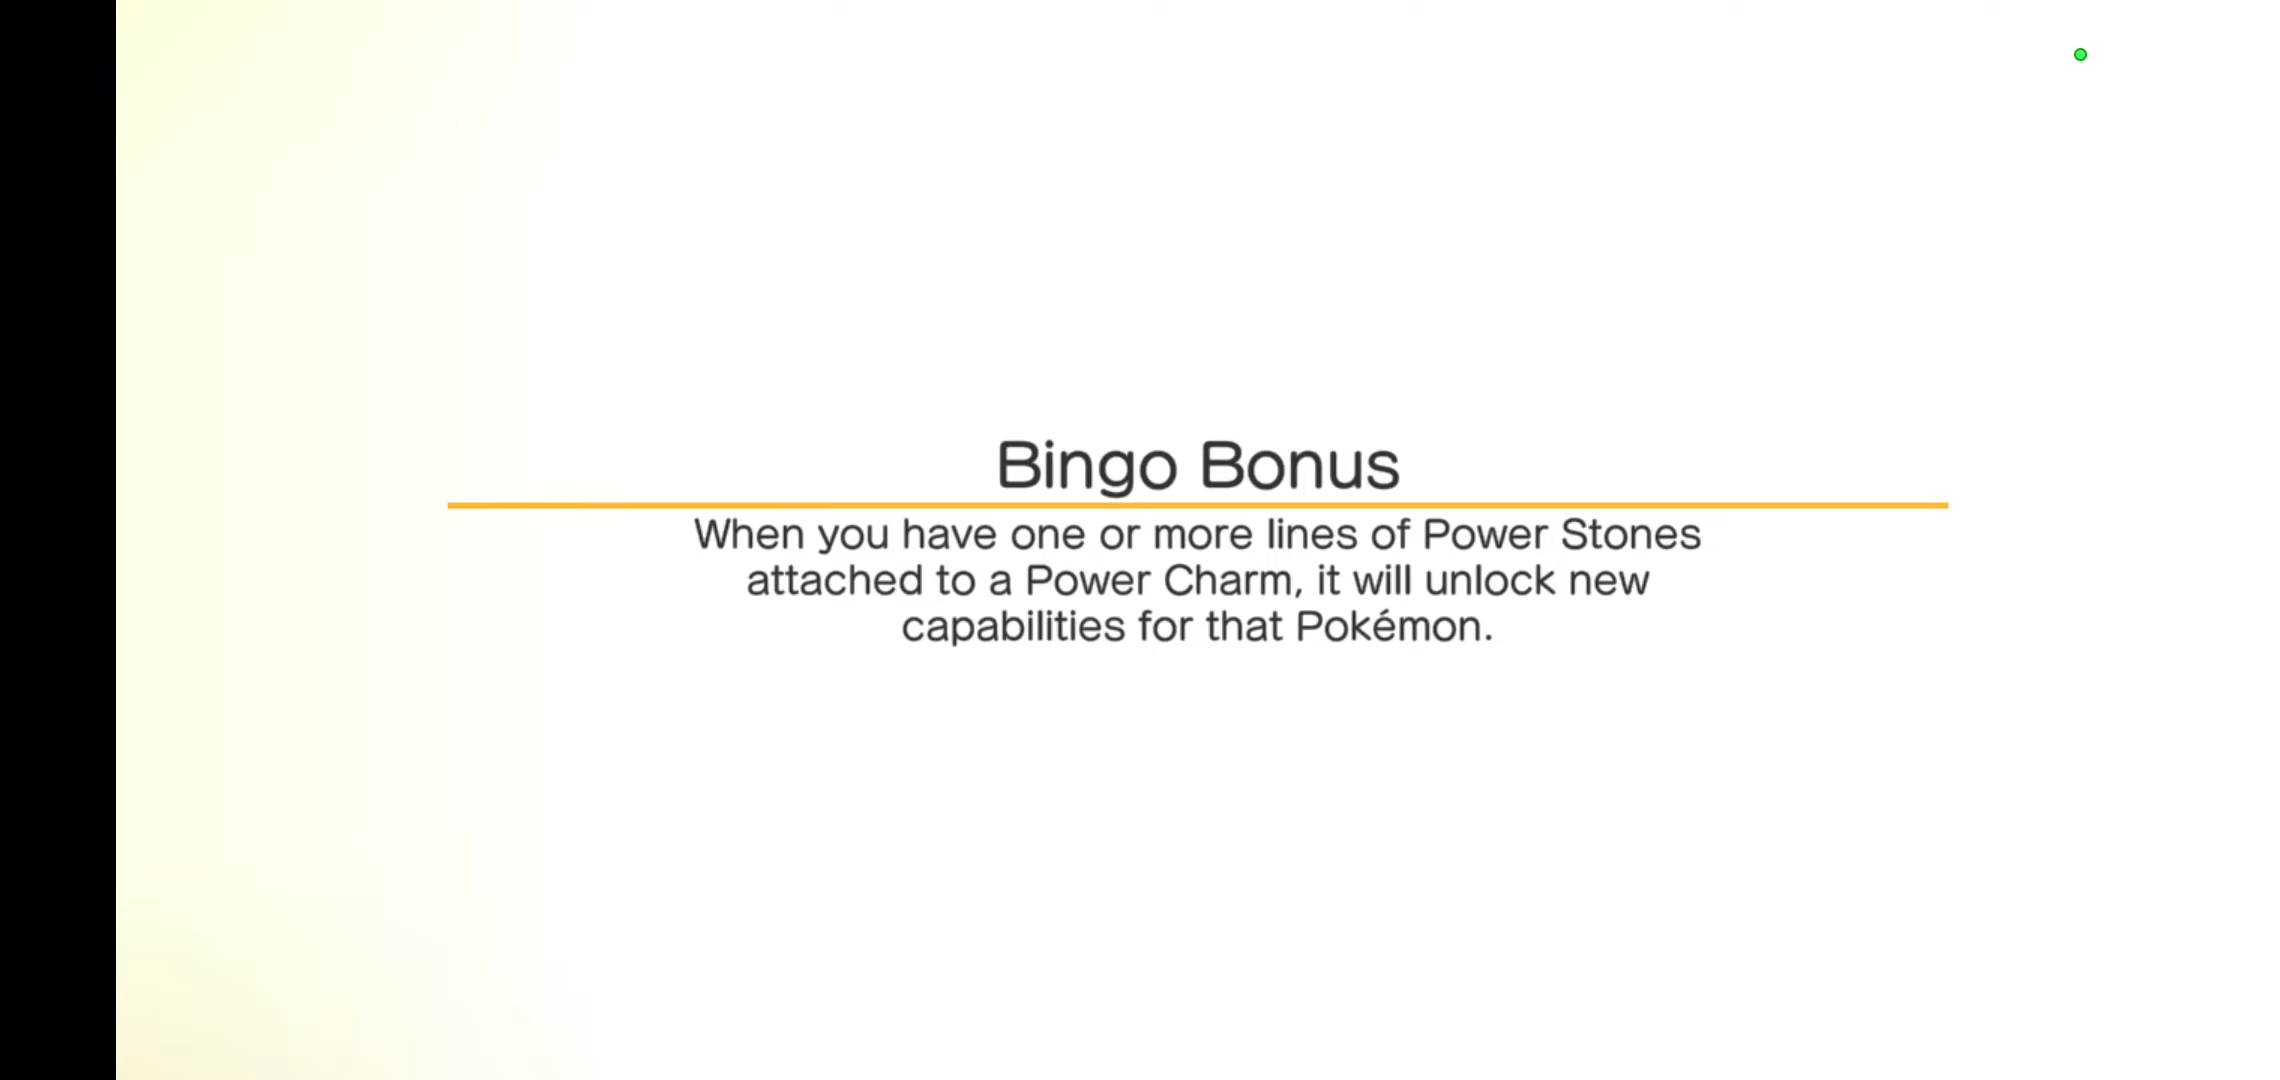 Bingo Bonus
When you have one or more lines of Power Stones
attached to a Power Charm, it will unlock new
capabilities for that Pokémon.